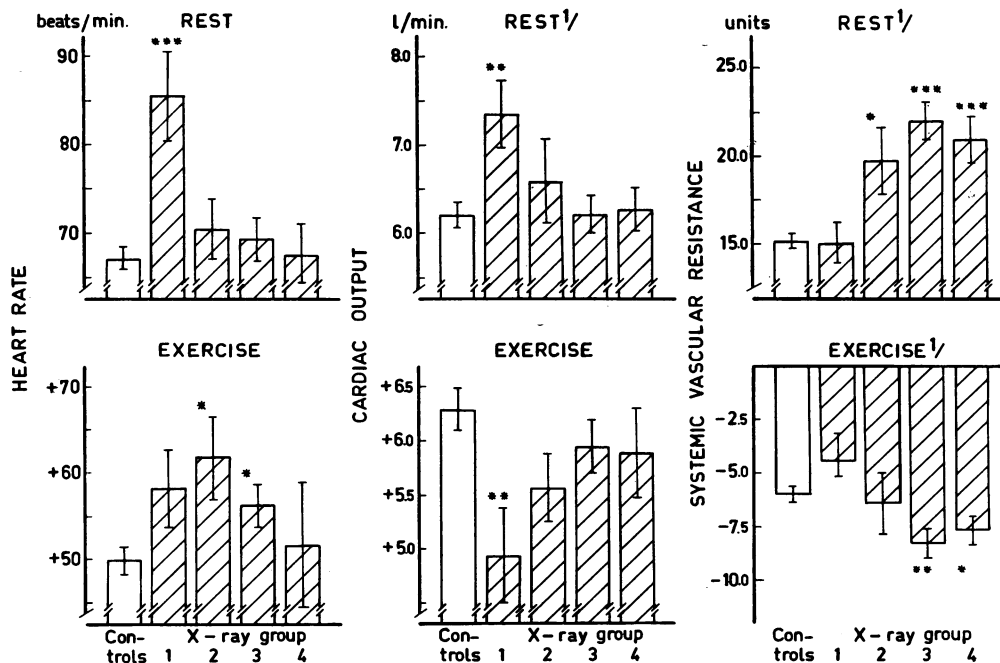 beats/min. REST
***
90
80
70
HEART RATE
l/min. REST1/
**
8.0
7.0
6.0
CARDIAC OUTPUT
units REST1/
25.0
***
***
*
20.0
15.0
SYSTEMIC VASCULAR RESISTANCE
EXERCISE
+70
*
+60
*
+50
Con- X-ray group
trols 1 2 3 4
EXERCISE
+6.5
+6.0
+5.5
**
+5.0
Con- X-ray group
trols 1 2 3 4
EXERCISE1/
-2.5
-5.0
-7.5
** *
-10.0
Con- X-ray group
trols 1 2 3 4